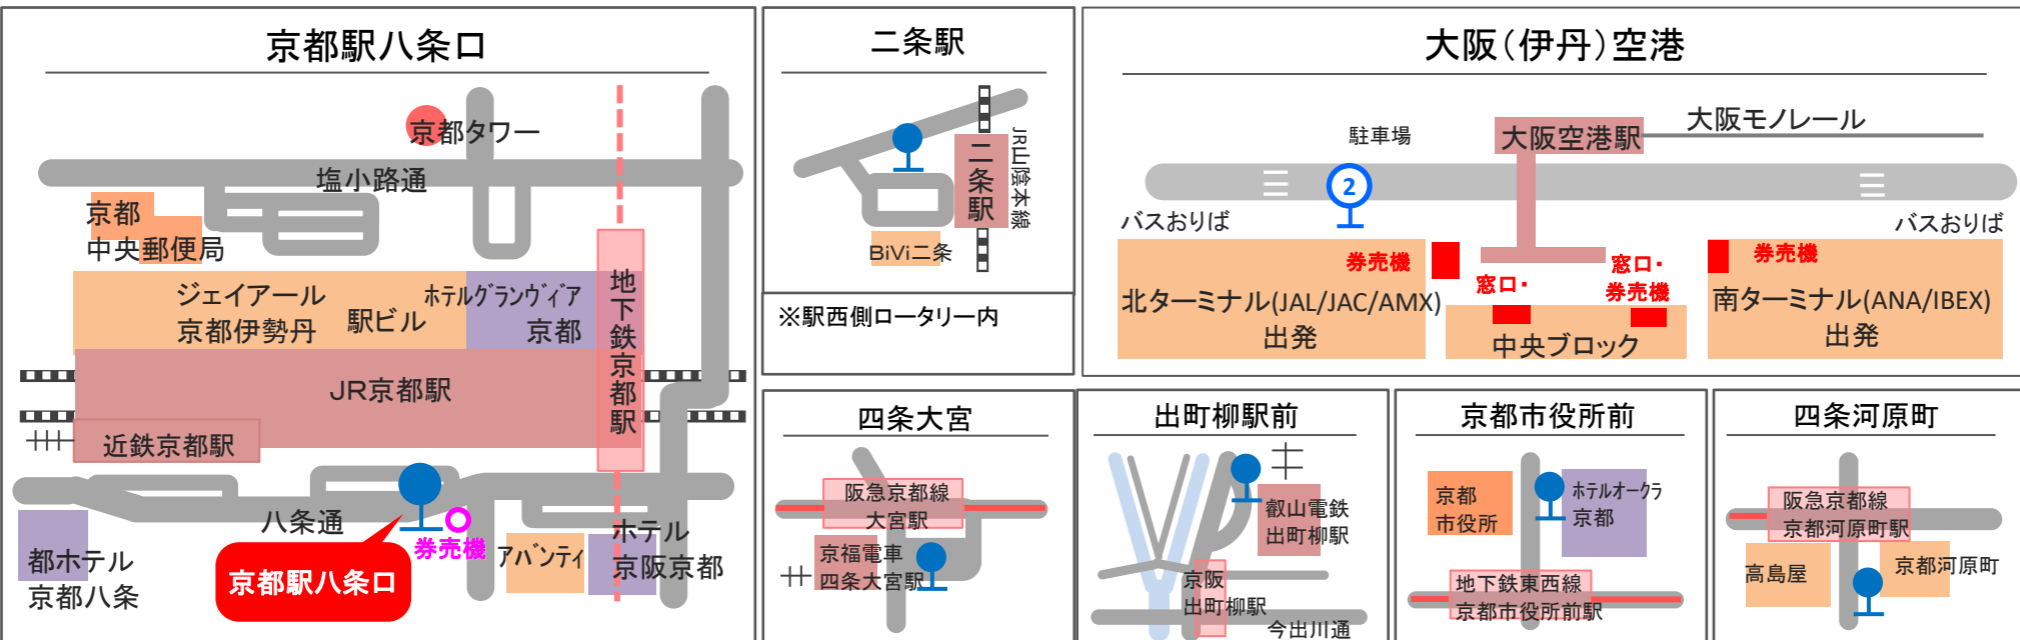 京都駅八条口
京都タワー
塩小路通
京都
中央郵便局
ジェイアール
京都伊勢丹
駅ビル
ホテルグランヴィア
京都
地下鉄京都駅
JR京都駅
近鉄京都駅
八条通
券売機
京都駅八条口
都ホテル
京都八条
アバンティ
ホテル
京阪京都
二条駅
二条駅
JR山陰本線
BiVi二条
※駅西側ロータリー内
大阪(伊丹)空港
駐車場
大阪空港駅
大阪モノレール
2
バスおりば
バスおりば
券売機
窓口・
窓口・
券売機
券売機
北ターミナル(JAL/JAC/AMX)
出発
中央ブロック
南ターミナル(ANA/IBEX)
出発
四条大宮
阪急京都線
大宮駅
京福電車
四条大宮駅
出町柳駅前
叡山電鉄
出町柳駅
京阪
出町柳駅
今出川通
京都市役所前
京都
市役所
ホテルオークラ
京都
地下鉄東西線
京都市役所前駅
四条河原町
阪急京都線
京都河原町駅
高島屋
京都河原町